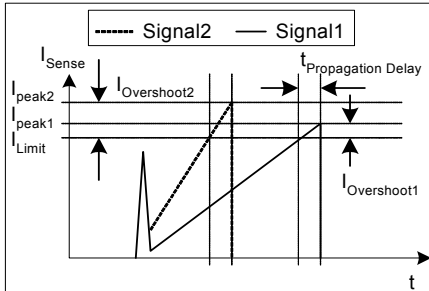 Signal2
Signal1
I_Sense
t_Propagation Delay
I_peak2
I_Overshoot2
I_peak1
I_Limit
I_Overshoot1
t